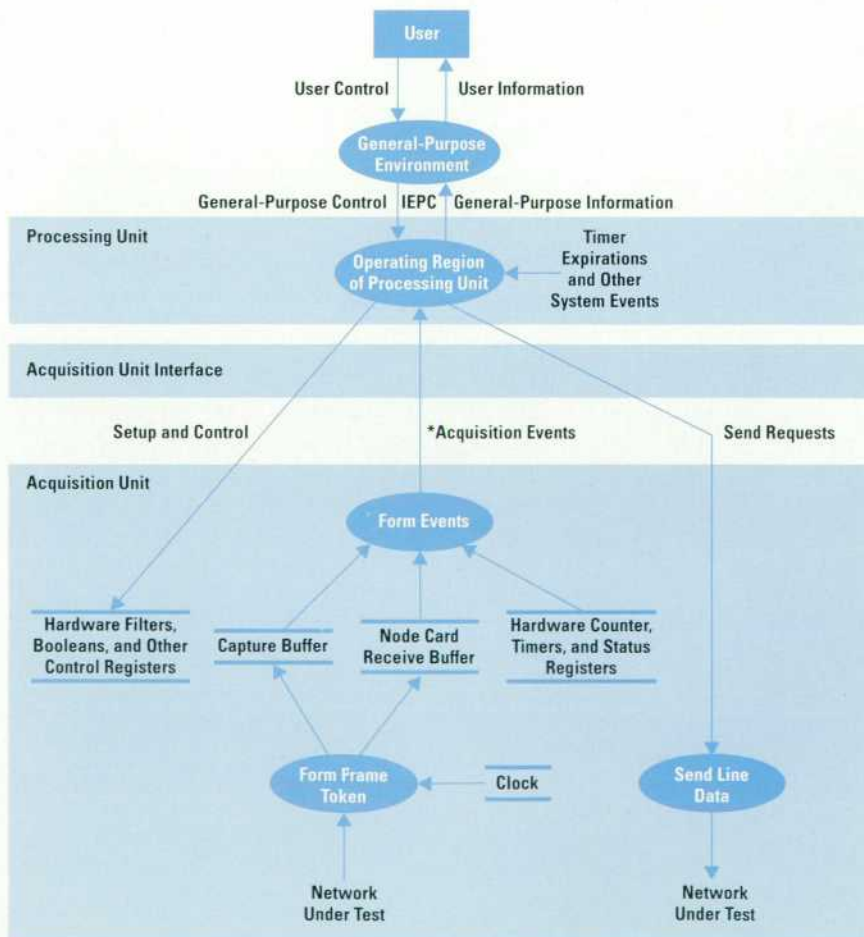 User
User Control
User Information
General-Purpose
Environment
General-Purpose Control
IEPC
General-Purpose Information
Processing Unit
Operating Region
of Processing Unit
Timer
Expirations
and Other
System Events
Acquisition Unit Interface
Setup and Control
*Acquisition Events
Send Requests
Acquisition Unit
Form Events
Hardware Filters,
Booleans, and Other
Control Registers
Capture Buffer
Node Card
Receive Buffer
Hardware Counter,
Timers, and Status
Registers
Form Frame
Token
Clock
Send Line
Data
Network
Under Test
Network
Under Test